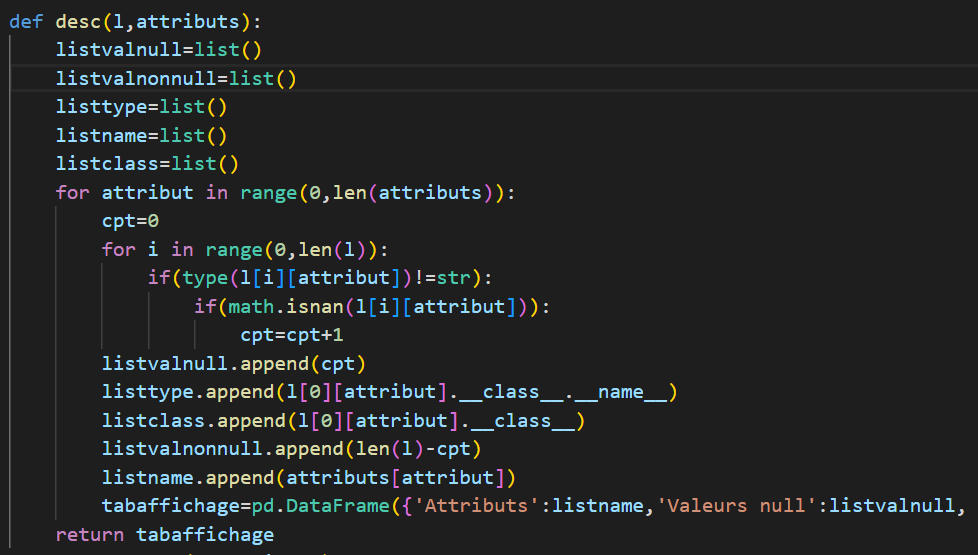 def desc(l,attributs):
    listvalnull=list()
    listvalnonnull=list()
    listtype=list()
    listname=list()
    listclass=list()
    for attribut in range(0,len(attributs)):
        cpt=0
        for i in range(0,len(l)):
            if(type(l[i][attribut])!=str):
                if(math.isnan(l[i][attribut])):
                    cpt=cpt+1
        listvalnull.append(cpt)
        listtype.append(l[0][attribut].__class__.__name__)
        listclass.append(l[0][attribut].__class__)
        listvalnonnull.append(len(l)-cpt)
        listname.append(attributs[attribut])
        tabaffichage=pd.DataFrame({'Attributs':listname,'Valeurs null':listvalnull,
    return tabaffichage